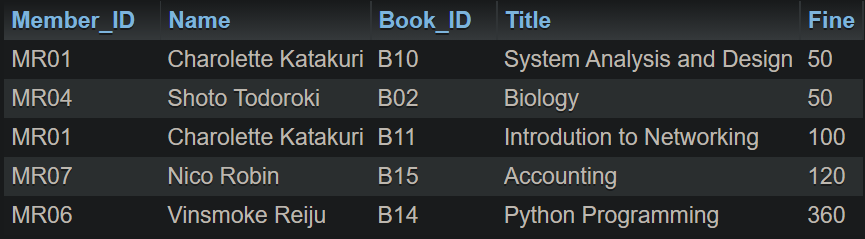 Member_ID Name Book_ID Title Fine
MR01 Charolette Katakuri B10 System Analysis and Design 50
MR04 Shoto Todoroki B02 Biology 50
MR01 Charolette Katakuri B11 Introdution to Networking 100
MR07 Nico Robin B15 Accounting 120
MR06 Vinsmoke Reiju B14 Python Programming 360